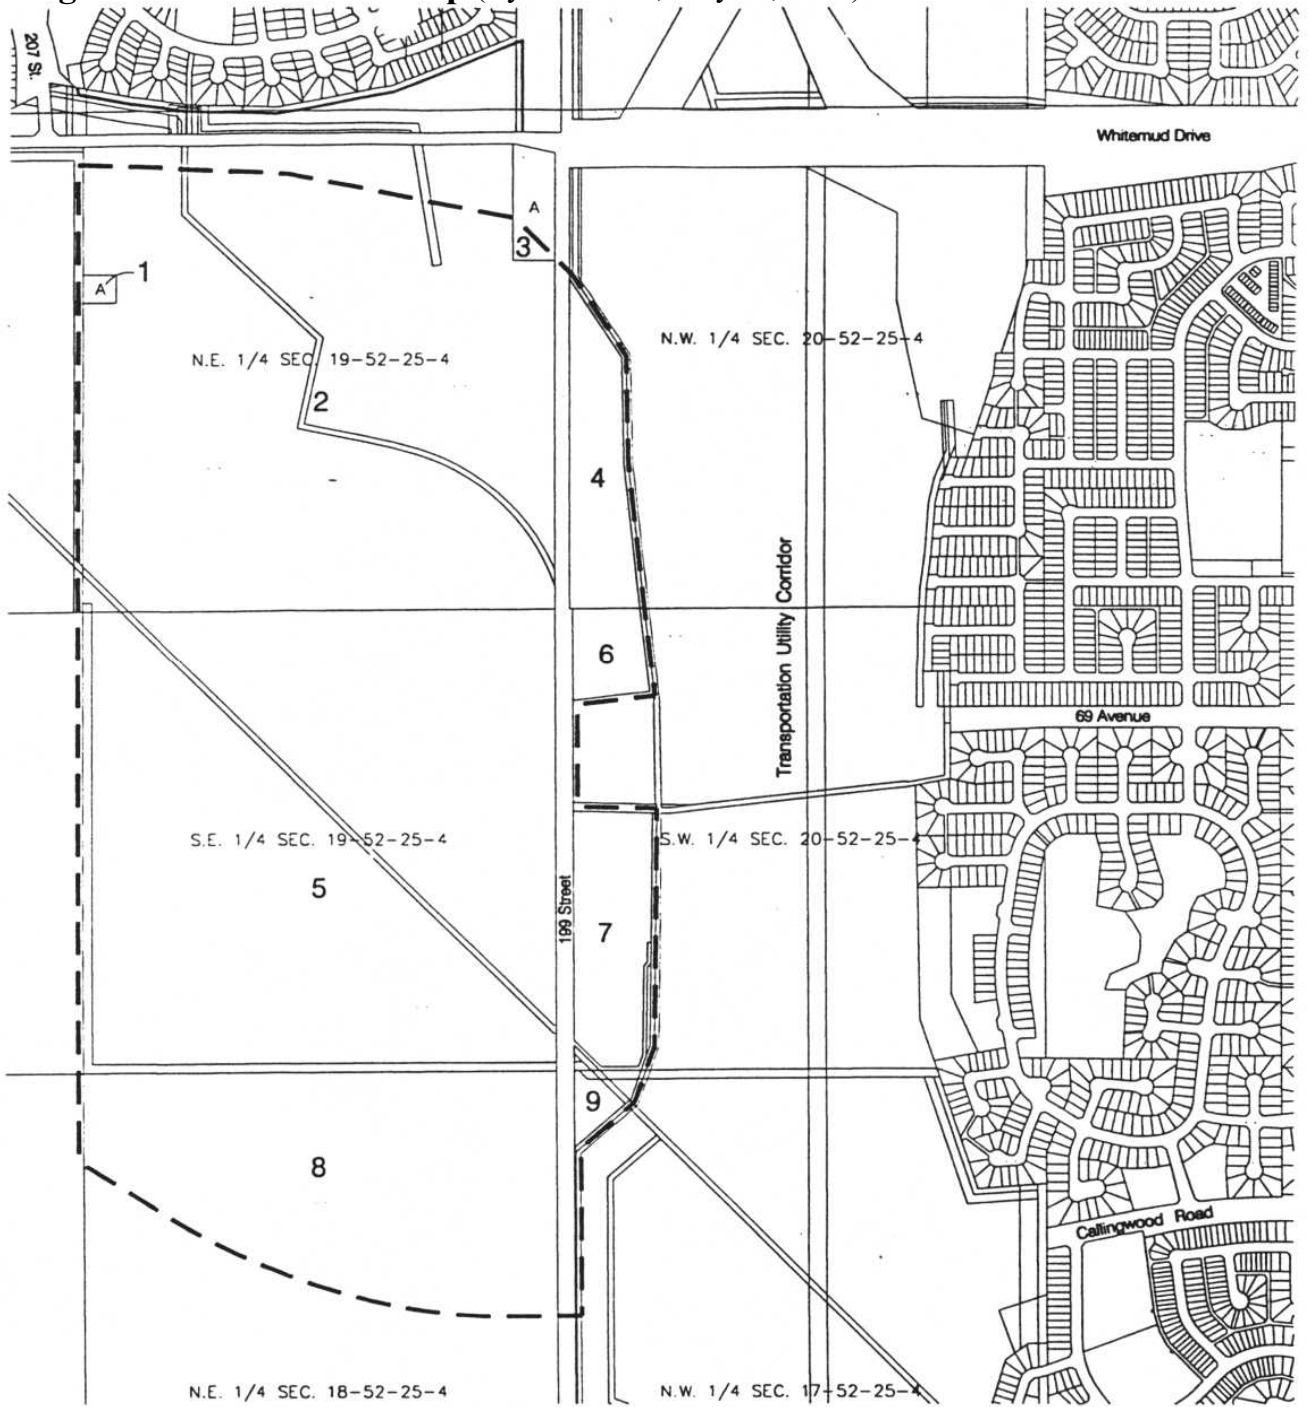 207 St.
Whitemud Drive
A
3
1
A
N.W. 1/4 SEC. 20-52-25-4
N.E. 1/4 SEC. 19-52-25-4
2
4
Transportation Utility Corridor
6
69 Avenue
S.E. 1/4 SEC. 19-52-25-4
S.W. 1/4 SEC. 20-52-25-4
5
199 Street
7
9
8
Callingwood Road
N.E. 1/4 SEC. 18-52-25-4
N.W. 1/4 SEC. 17-52-25-4